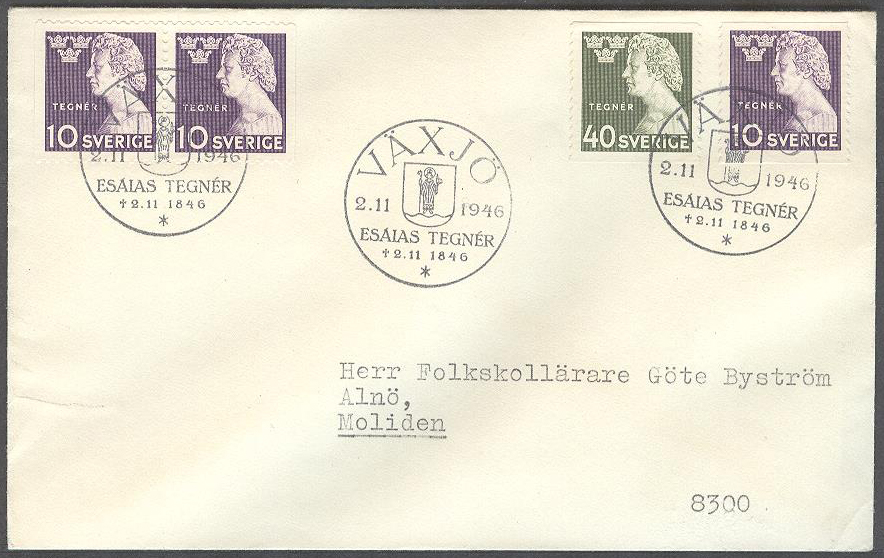 TEGNÉR
10 SVERIGE
TEGNÉR
10 SVERIGE
TEGNÉR
40 SVERIGE
TEGNÉR
10 SVERIGE
VÄXJÖ
2.11 1946
ESAIAS TEGNÉR
† 2.11 1846
*
VÄXJÖ
2.11 1946
ESAIAS TEGNÉR
† 2.11 1846
*
VÄXJÖ
2.11 1946
ESAIAS TEGNÉR
† 2.11 1846
*
Herr Folkskollärare Göte Byström
Alnö,
Moliden
8300